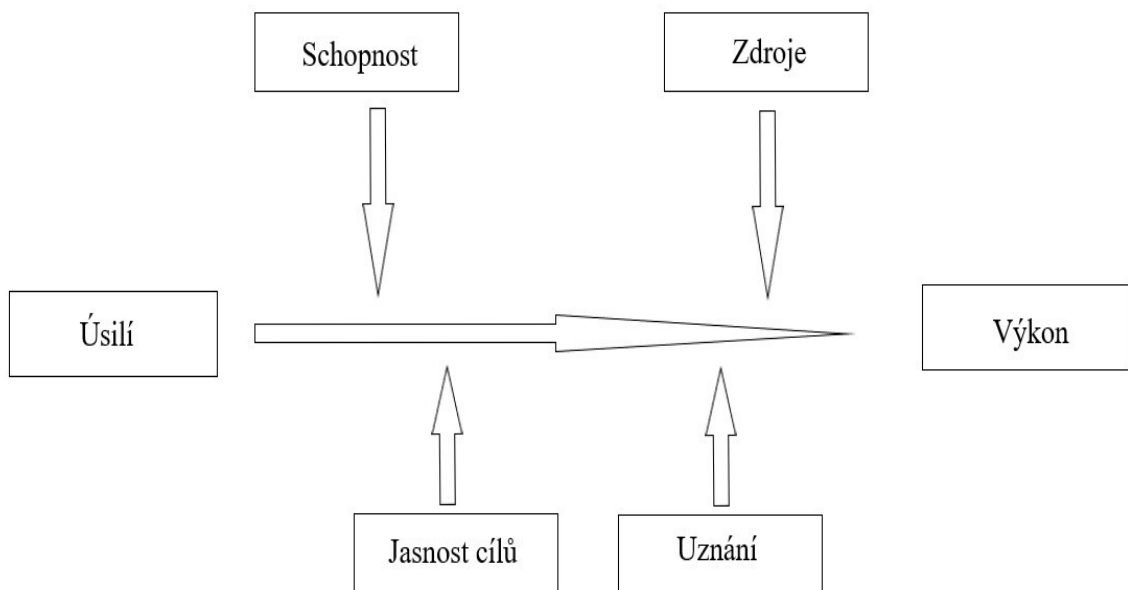 Schopnost
Zdroje
Úsilí
Výkon
Jasnost cílů
Uznání